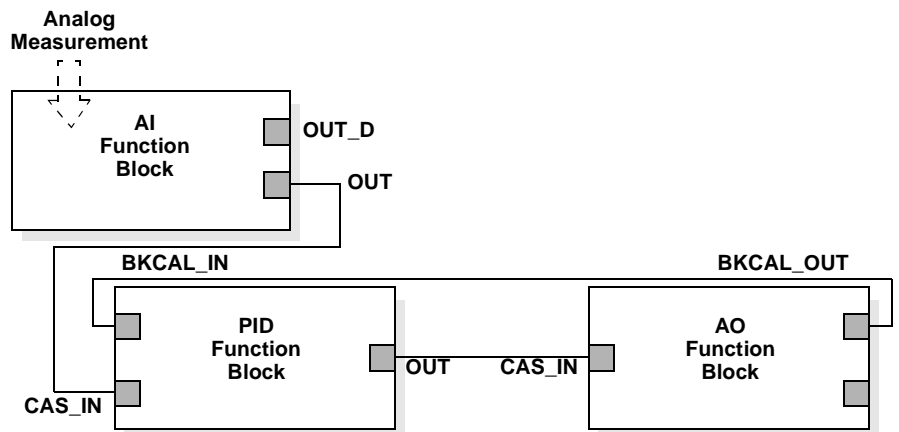 Analog
Measurement
AI
Function
Block
OUT_D
OUT
BKCAL_IN
BKCAL_OUT
PID
Function
Block
AO
Function
Block
OUT
CAS_IN
CAS_IN